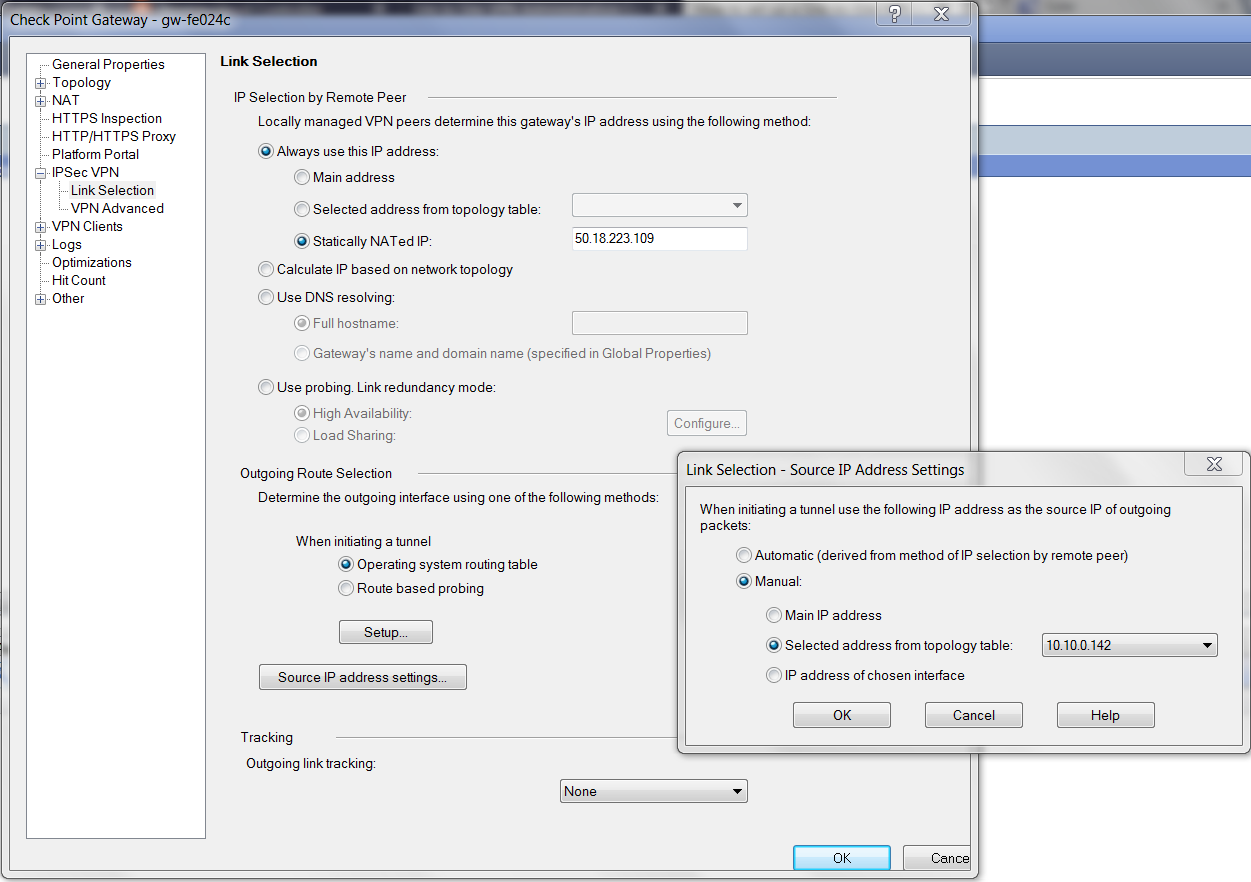 Check Point Gateway - gw-fe024c
General Properties
Topology
NAT
HTTPS Inspection
HTTP/HTTPS Proxy
Platform Portal
IPSec VPN
Link Selection
VPN Advanced
VPN Clients
Logs
Optimizations
Hit Count
Other
Link Selection
IP Selection by Remote Peer
Locally managed VPN peers determine this gateway's IP address using the following method:
Always use this IP address:
Main address
Selected address from topology table:
Statically NATed IP: 50.18.223.109
Calculate IP based on network topology
Use DNS resolving:
Full hostname:
Gateway's name and domain name (specified in Global Properties)
Use probing. Link redundancy mode:
High Availability:
Load Sharing:
Configure...
Outgoing Route Selection
Determine the outgoing interface using one of the following methods:
When initiating a tunnel
Operating system routing table
Route based probing
Setup...
Source IP address settings...
Tracking
Outgoing link tracking:
None
OK Cance
Link Selection - Source IP Address Settings
When initiating a tunnel use the following IP address as the source IP of outgoing
packets:
Automatic (derived from method of IP selection by remote peer)
Manual:
Main IP address
Selected address from topology table: 10.10.0.142
IP address of chosen interface
OK Cancel Help